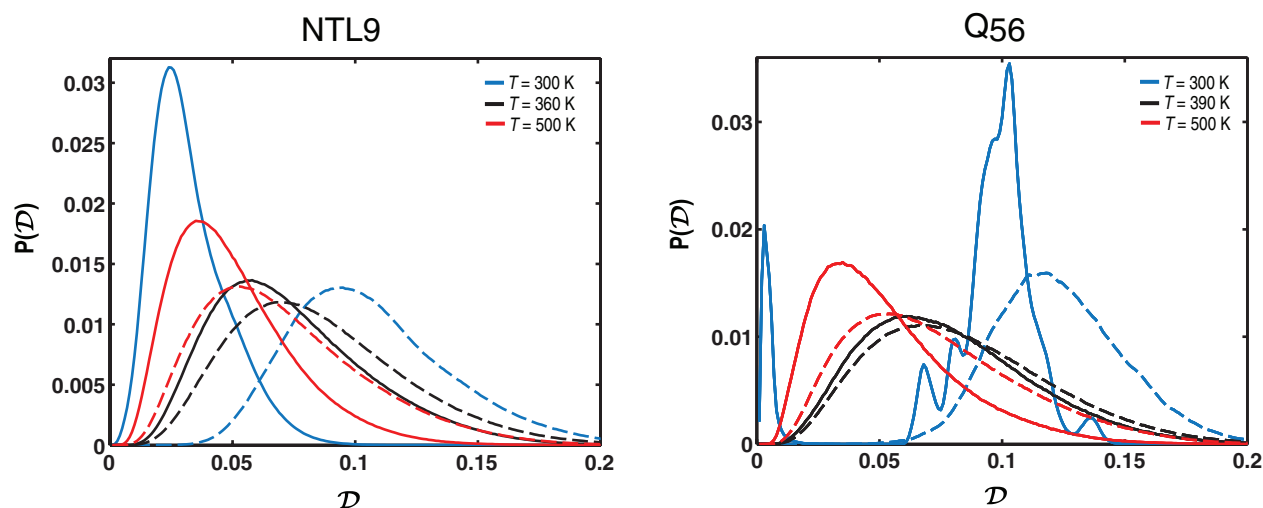 NTL9
T = 300 K
T = 360 K
T = 500 K
0.03
0.025
0.02
0.015
0.01
0.005
0
P(𝒟)
0
0.05
0.1
0.15
0.2
𝒟
Q56
T = 300 K
T = 390 K
T = 500 K
0.03
0.02
0.01
0
P(𝒟)
0
0.05
0.1
0.15
0.2
𝒟